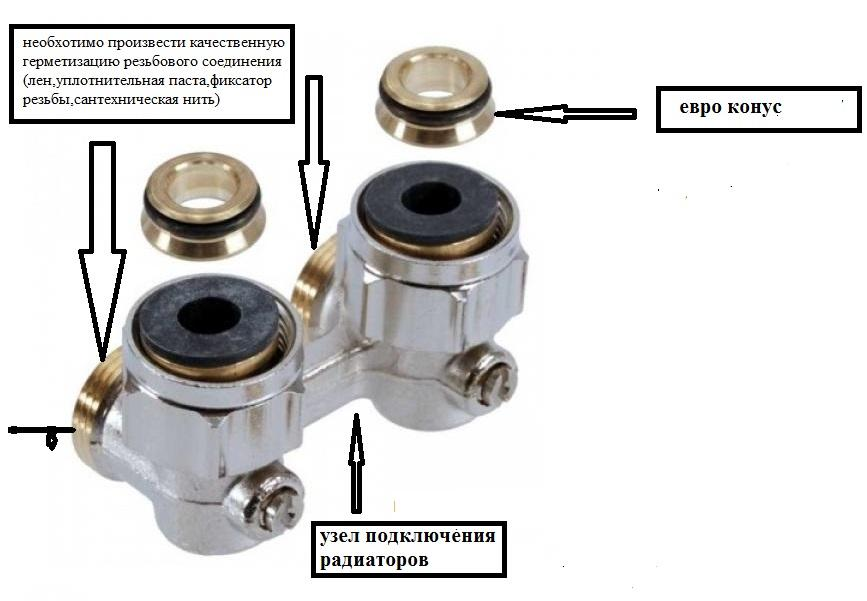 необхотимо произвести качественную
герметизацию резьбового соединения
(лен,уплотнительная паста,фиксатор
резьбы,сантехническая нить)
евро конус
узел подключения
радиаторов